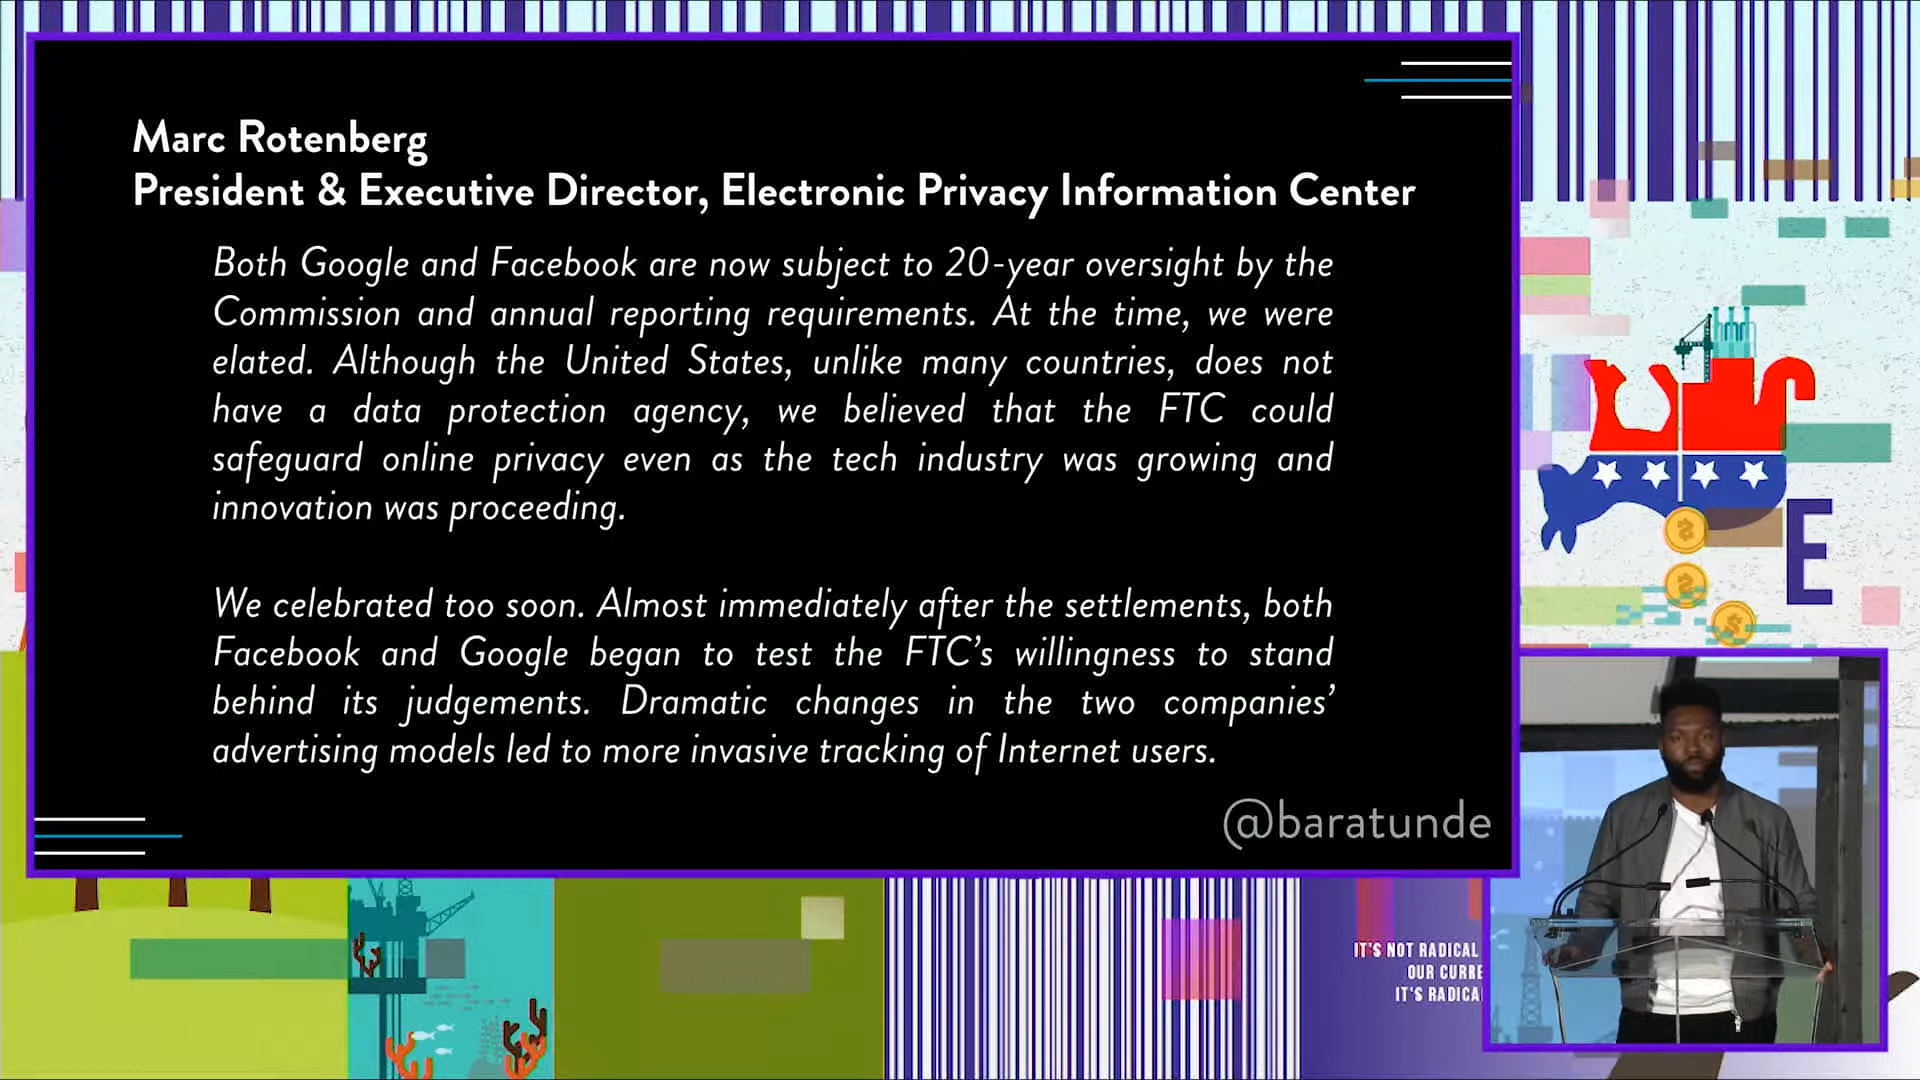 Marc Rotenberg
President & Executive Director, Electronic Privacy Information Center
Both Google and Facebook are now subject to 20-year oversight by the
Commission and annual reporting requirements. At the time, we were
elated. Although the United States, unlike many countries, does not
have a data protection agency, we believed that the FTC could
safeguard online privacy even as the tech industry was growing and
innovation was proceeding.
We celebrated too soon. Almost immediately after the settlements, both
Facebook and Google began to test the FTC's willingness to stand
behind its judgements. Dramatic changes in the two companies'
advertising models led to more invasive tracking of Internet users.
@baratunde
E
IT'S NOT RADICAL
OUR CURRE
IT'S RADICA